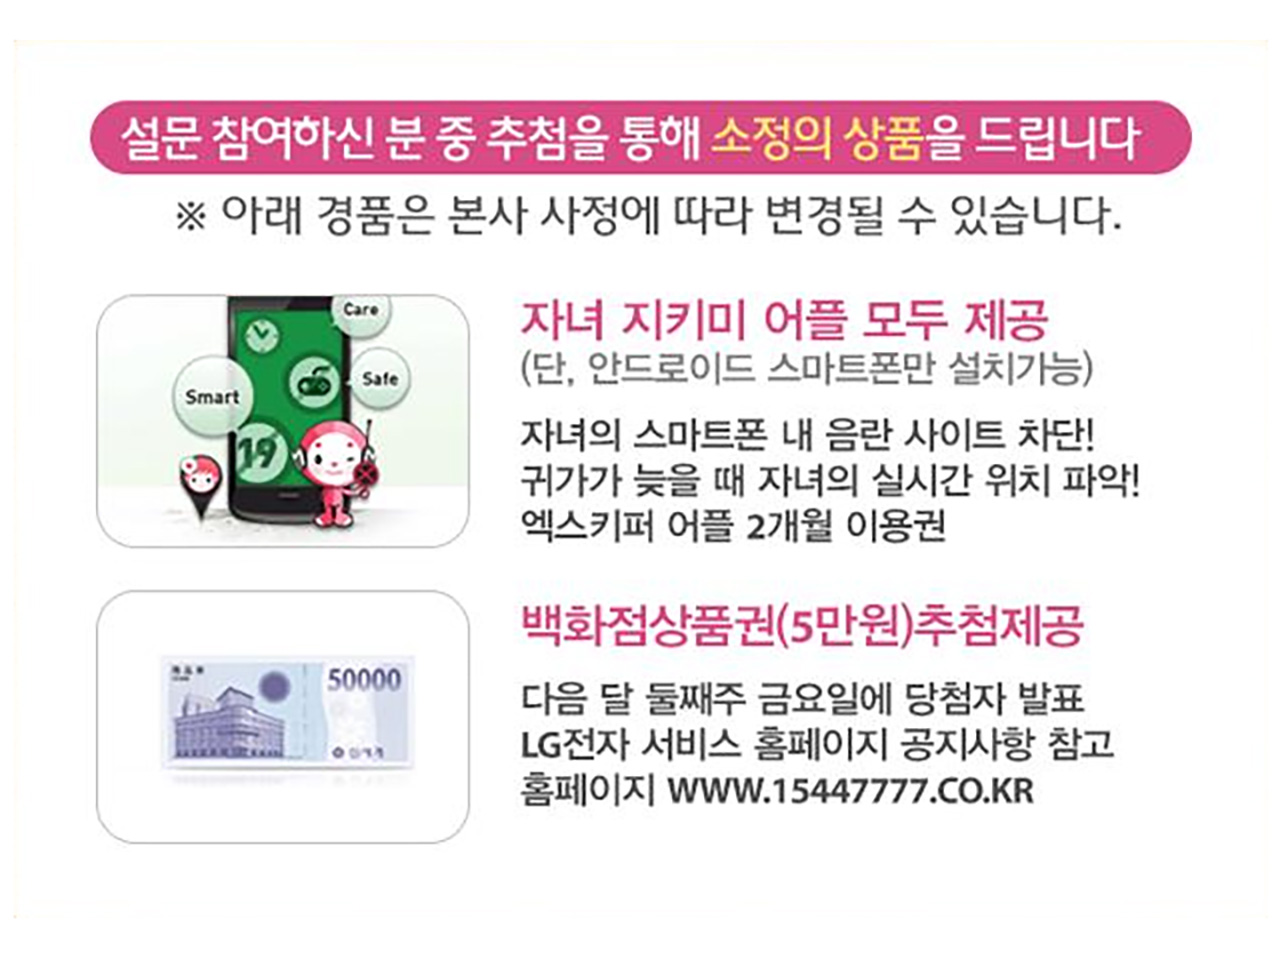 설문 참여하신 분 중 추첨을 통해 소정의 상품을 드립니다
※ 아래 경품은 본사 사정에 따라 변경될 수 있습니다.
Care
Smart
Safe
19
자녀 지키미 어플 모두 제공
(단, 안드로이드 스마트폰만 설치가능)
자녀의 스마트폰 내 음란 사이트 차단!
귀가가 늦을 때 자녀의 실시간 위치 파악!
엑스키퍼 어플 2개월 이용권
50000
백화점상품권(5만원)추첨제공
다음 달 둘째주 금요일에 당첨자 발표
LG전자 서비스 홈페이지 공지사항 참고
홈페이지 WWW.15447777.CO.KR